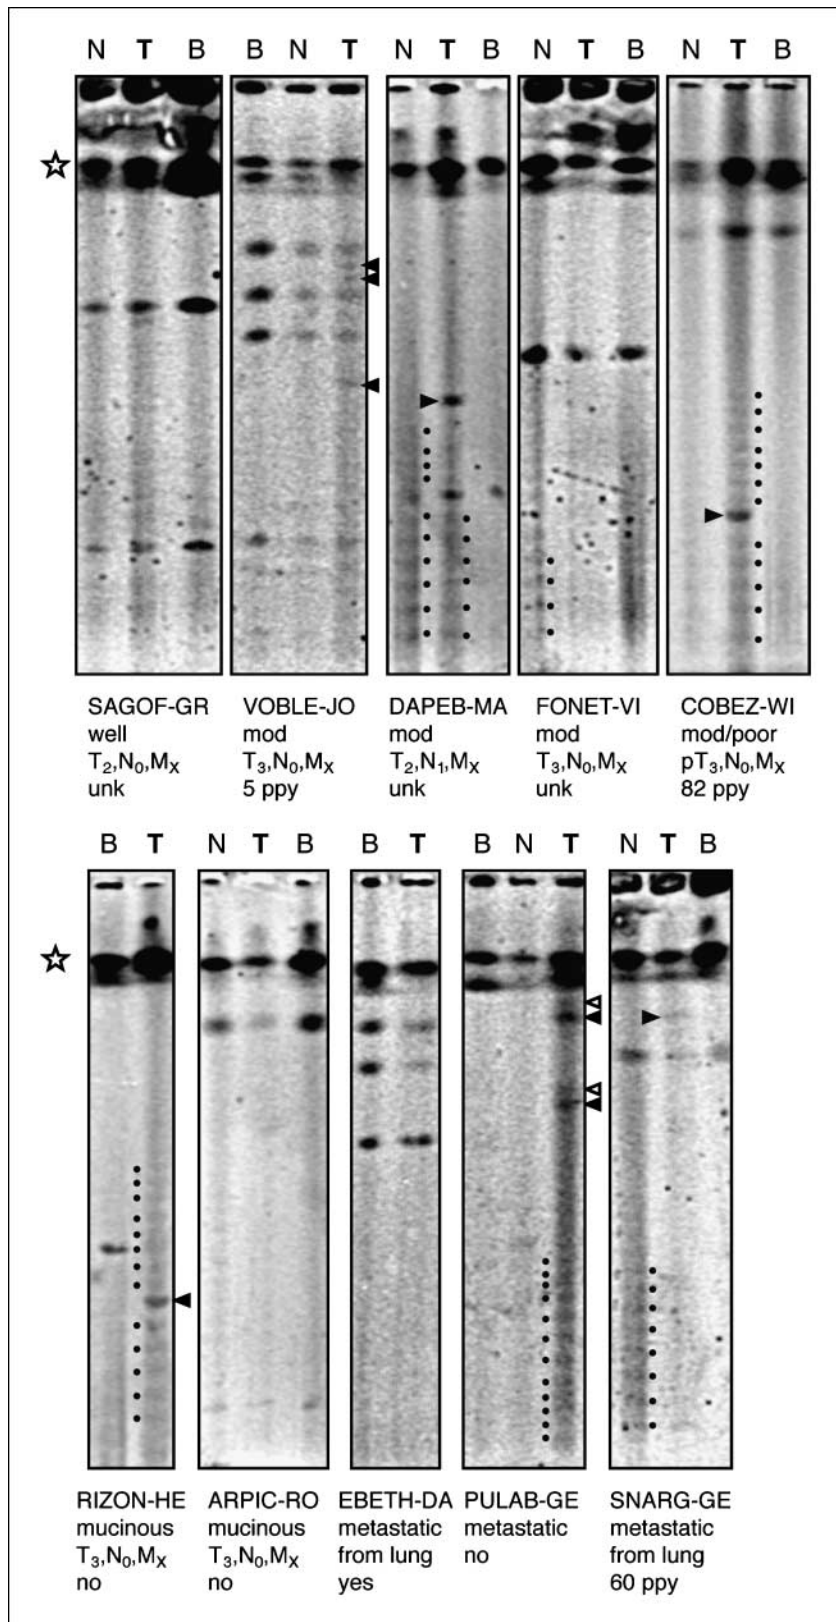 N T B B N T N T B N T B N T B
SAGOF-GR VOBLE-JO DAPEB-MA FONET-VI COBEZ-WI
well mod mod mod mod/poor
T2,N0,MX T3,N0,MX T2,N1,MX T3,N0,MX pT3,N0,MX
unk 5 ppy unk unk 82 ppy
B T N T B B T B N T N T B
RIZON-HE ARPIC-RO EBETH-DA PULAB-GE SNARG-GE
mucinous mucinous metastatic metastatic metastatic
T3,N0,MX T3,N0,MX from lung no from lung
no no yes 60 ppy